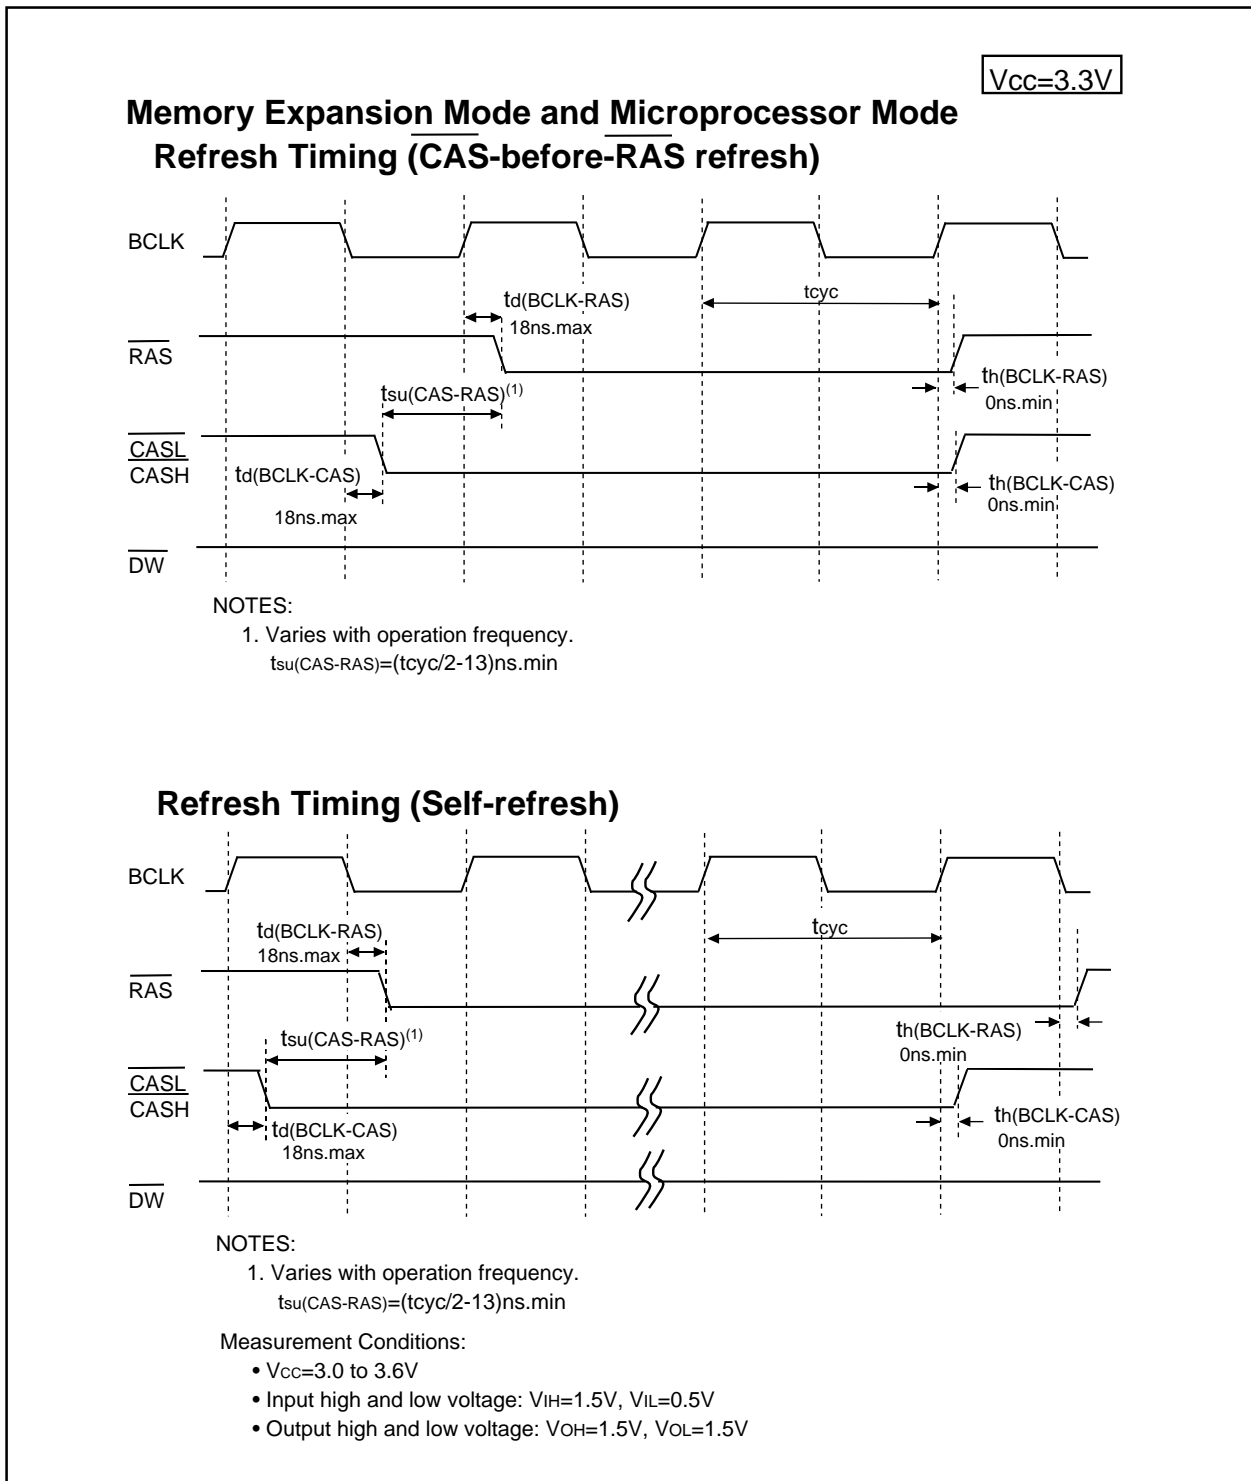 Vcc=3.3V
Memory Expansion Mode and Microprocessor Mode
Refresh Timing (CAS-before-RAS refresh)
BCLK
td(BCLK-RAS)
18ns.max
tcyc
RAS
th(BCLK-RAS)
0ns.min
tsu(CAS-RAS)(1)
CASL
CASH
td(BCLK-CAS)
18ns.max
th(BCLK-CAS)
0ns.min
DW
NOTES:
1. Varies with operation frequency.
tsu(CAS-RAS)=(tcyc/2-13)ns.min
Refresh Timing (Self-refresh)
BCLK
td(BCLK-RAS)
18ns.max
tcyc
RAS
tsu(CAS-RAS)(1)
th(BCLK-RAS)
0ns.min
CASL
CASH
td(BCLK-CAS)
18ns.max
th(BCLK-CAS)
0ns.min
DW
NOTES:
1. Varies with operation frequency.
tsu(CAS-RAS)=(tcyc/2-13)ns.min
Measurement Conditions:
• VCC=3.0 to 3.6V
• Input high and low voltage: VIH=1.5V, VIL=0.5V
• Output high and low voltage: VOH=1.5V, VOL=1.5V